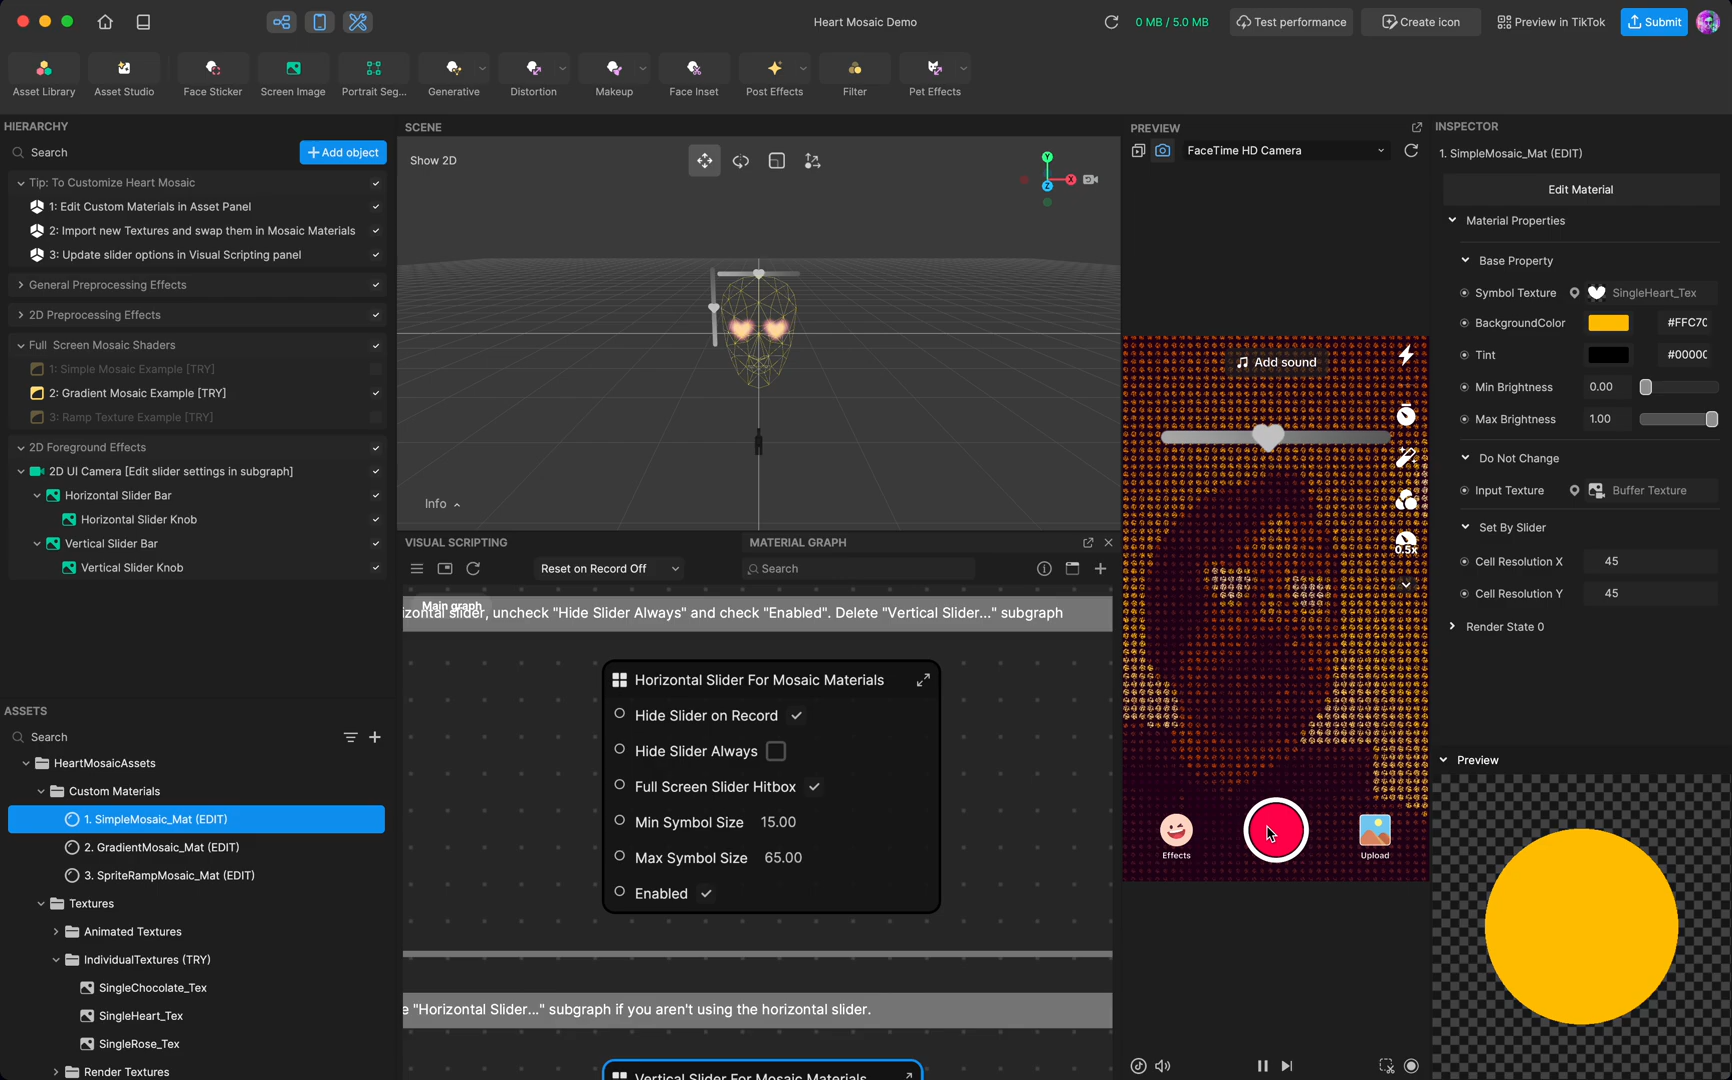 Heart Mosaic Demo
0 MB / 5.0 MB
Test performance
Create icon
Preview in TikTok
Submit
Asset Library
Asset Studio
Face Sticker
Screen Image
Portrait Seg...
Generative
Distortion
Makeup
Face Inset
Post Effects
Filter
Pet Effects
HIERARCHY
Search
+ Add object
Tip: To Customize Heart Mosaic
1: Edit Custom Materials in Asset Panel
2: Import new Textures and swap them in Mosaic Materials
3: Update slider options in Visual Scripting panel
General Preprocessing Effects
2D Preprocessing Effects
Full Screen Mosaic Shaders
1: Simple Mosaic Example [TRY]
2: Gradient Mosaic Example [TRY]
3: Ramp Texture Example [TRY]
2D Foreground Effects
2D UI Camera [Edit slider settings in subgraph]
Horizontal Slider Bar
Horizontal Slider Knob
Vertical Slider Bar
Vertical Slider Knob
ASSETS
Search
HeartMosaicAssets
Custom Materials
1. SimpleMosaic_Mat (EDIT)
2. GradientMosaic_Mat (EDIT)
3. SpriteRampMosaic_Mat (EDIT)
Textures
Animated Textures
IndividualTextures (TRY)
SingleChocolate_Tex
SingleHeart_Tex
SingleRose_Tex
Render Textures
SCENE
Show 2D
Y
X
Z
Info
VISUAL SCRIPTING
MATERIAL GRAPH
Reset on Record Off
Search
Main graph
izontal slider, uncheck "Hide Slider Always" and check "Enabled". Delete "Vertical Slider..." subgraph
Horizontal Slider For Mosaic Materials
Hide Slider on Record
Hide Slider Always
Full Screen Slider Hitbox
Min Symbol Size 15.00
Max Symbol Size 65.00
Enabled
e "Horizontal Slider..." subgraph if you aren't using the horizontal slider.
Vertical Slider For Mosaic Materials
PREVIEW
FaceTime HD Camera
Add sound
0.5x
Effects
Upload
INSPECTOR
1. SimpleMosaic_Mat (EDIT)
Edit Material
Material Properties
Base Property
Symbol Texture SingleHeart_Tex
BackgroundColor #FFC7C
Tint #0000C
Min Brightness 0.00
Max Brightness 1.00
Do Not Change
Input Texture Buffer Texture
Set By Slider
Cell Resolution X 45
Cell Resolution Y 45
Render State 0
Preview